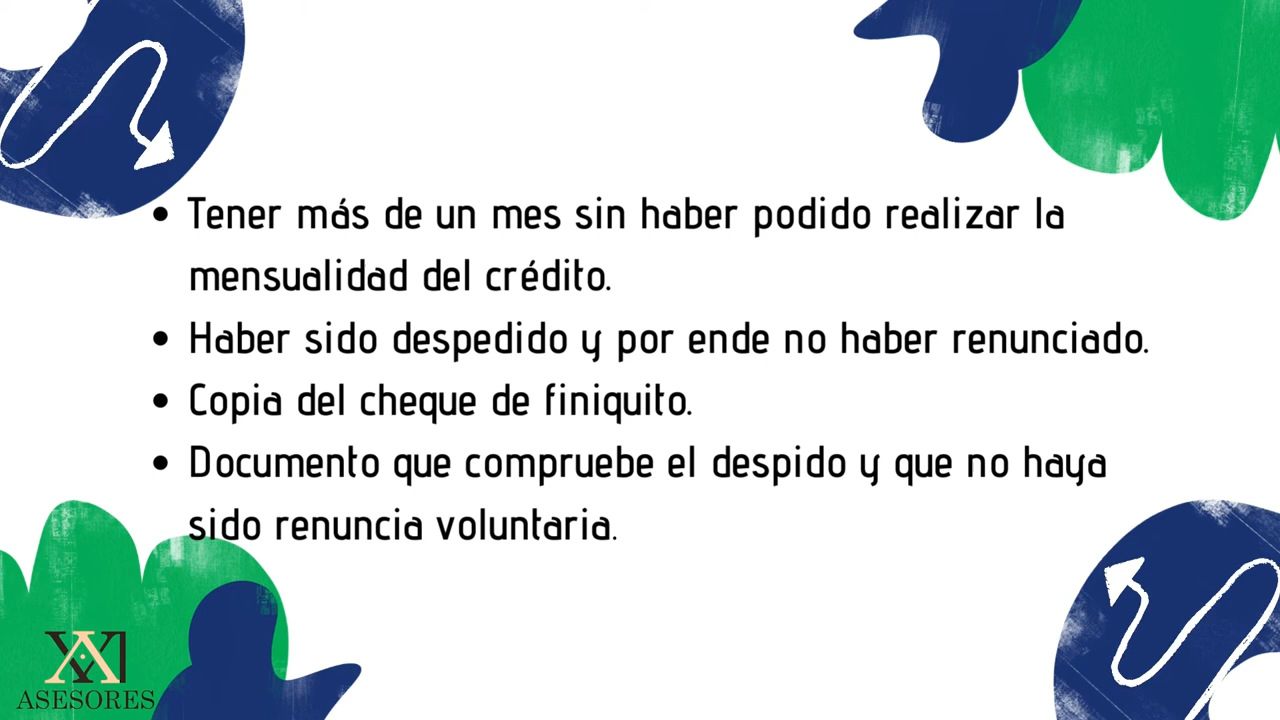 • Tener más de un mes sin haber podido realizar la
mensualidad del crédito.
• Haber sido despedido y por ende no haber renunciado.
• Copia del cheque de finiquito.
• Documento que compruebe el despido y que no haya
sido renuncia voluntaria.
ASESORES